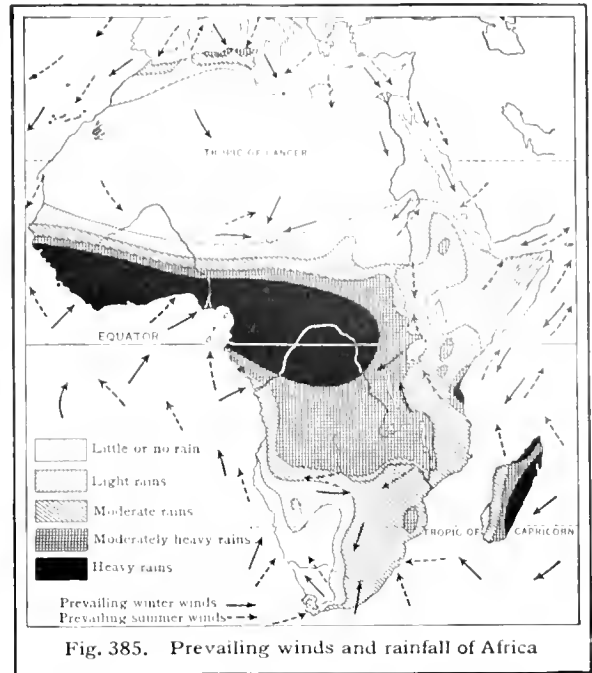 TROPIC OF CANCER
EQUATOR
Little or no rain
Light rains
Moderate rains
Moderately heavy rains
Heavy rains
TROPIC OF CAPRICORN
Prevailing winter winds
Prevailing summer winds
Fig. 385. Prevailing winds and rainfall of Africa